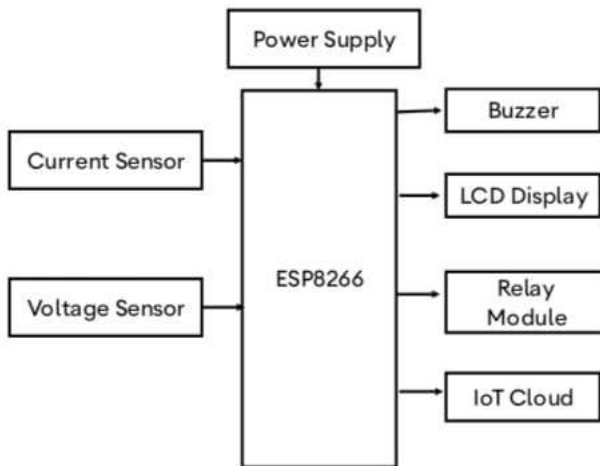 Power Supply
Buzzer
Current Sensor
LCD Display
ESP8266
Voltage Sensor
Relay
Module
IoT Cloud